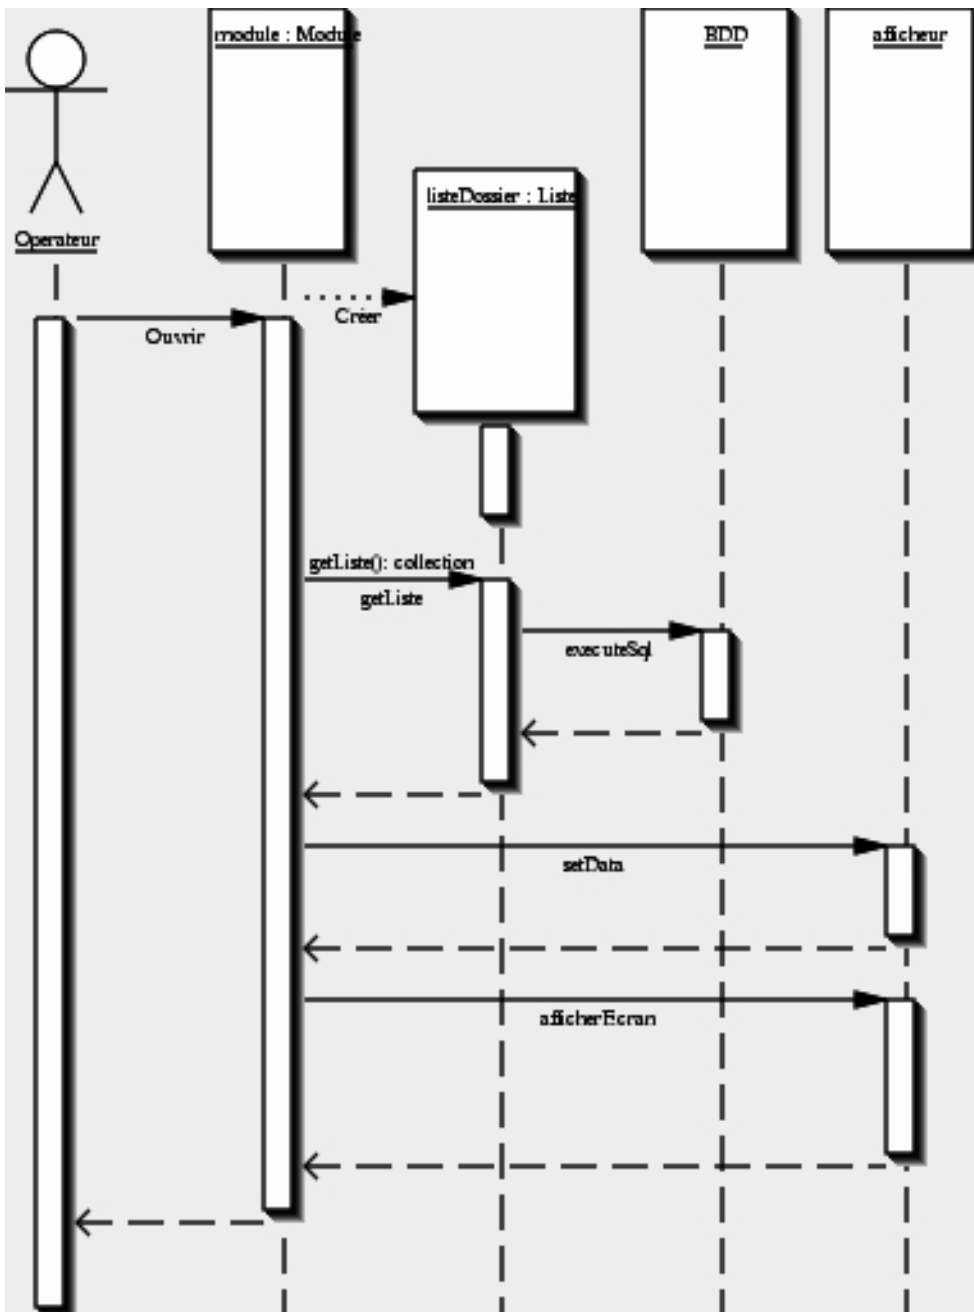 module : Module
BDD
afficheur
listeDossier : Liste
Operateur
Créer
Ouvrir
getListe(): collection
getListe
executeSql
setData
afficherEcran